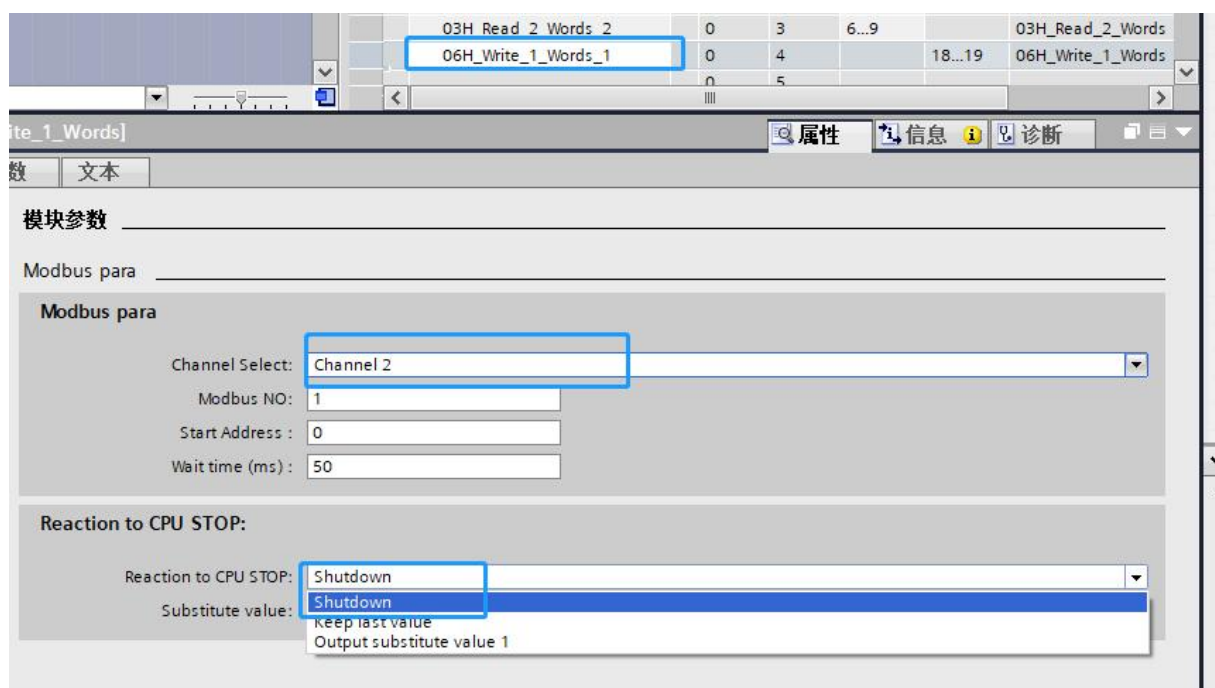 03H_Read_2_Words_2 0 3 6...9 03H_Read_2_Words
06H_Write_1_Words_1 0 4 18...19 06H_Write_1_Words
0 5
ite_1_Words] 属性 信息 诊断
数 文本
模块参数
Modbus para
Modbus para
Channel Select: Channel 2
Modbus NO: 1
Start Address : 0
Wait time (ms) : 50
Reaction to CPU STOP:
Reaction to CPU STOP: Shutdown
Substitute value: Shutdown
Keep last value
Output substitute value 1